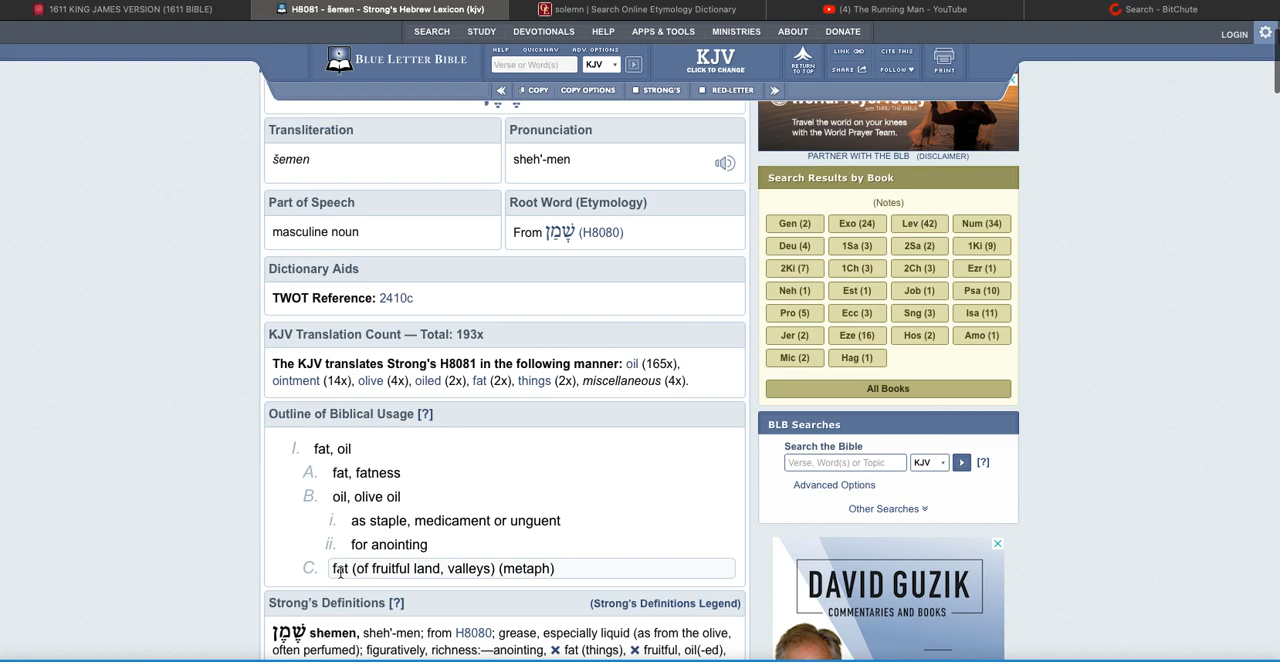 1611 KING JAMES VERSION (1611 BIBLE)
H8081 - šemen - Strong's Hebrew Lexicon (kjv)
solemn | Search Online Etymology Dictionary
(4) The Running Man - YouTube
Search - BitChute
SEARCH STUDY DEVOTIONALS HELP APPS & TOOLS MINISTRIES ABOUT DONATE
LOGIN
BLUE LETTER BIBLE
HELP QUICKNAV ADV. OPTIONS
Verse or Word(s) KJV
KJV
CLICK TO CHANGE
RETURN
TO TOP
LINK CITE THIS
SHARE FOLLOW
PRINT
COPY COPY OPTIONS STRONG'S RED-LETTER
Transliteration
šemen
Pronunciation
sheh'-men
Part of Speech
masculine noun
Root Word (Etymology)
From שָׁמַן (H8080)
Dictionary Aids
TWOT Reference: 2410c
KJV Translation Count — Total: 193x
The KJV translates Strong's H8081 in the following manner: oil (165x),
ointment (14x), olive (4x), oiled (2x), fat (2x), things (2x), miscellaneous (4x).
Outline of Biblical Usage [?]
I. fat, oil
A. fat, fatness
B. oil, olive oil
i. as staple, medicament or unguent
ii. for anointing
C. fat (of fruitful land, valleys) (metaph)
Strong's Definitions [?] (Strong's Definitions Legend)
שֶׁמֶן shemen, sheh'-men; from H8080; grease, especially liquid (as from the olive,
often perfumed); figuratively, richness:—anointing, × fat (things), × fruitful, oil(-ed),
with THRU the BIBLE
Travel the world on your knees
with the World Prayer Team.
PARTNER WITH THE BLB (DISCLAIMER)
Search Results by Book
(Notes)
Gen (2) Exo (24) Lev (42) Num (34)
Deu (4) 1Sa (3) 2Sa (2) 1Ki (9)
2Ki (7) 1Ch (3) 2Ch (3) Ezr (1)
Neh (1) Est (1) Job (1) Psa (10)
Pro (5) Ecc (3) Sng (3) Isa (11)
Jer (2) Eze (16) Hos (2) Amo (1)
Mic (2) Hag (1)
All Books
BLB Searches
Search the Bible
Verse, Word(s) or Topic KJV [?]
Advanced Options
Other Searches
DAVID GUZIK
COMMENTARIES AND BOOKS